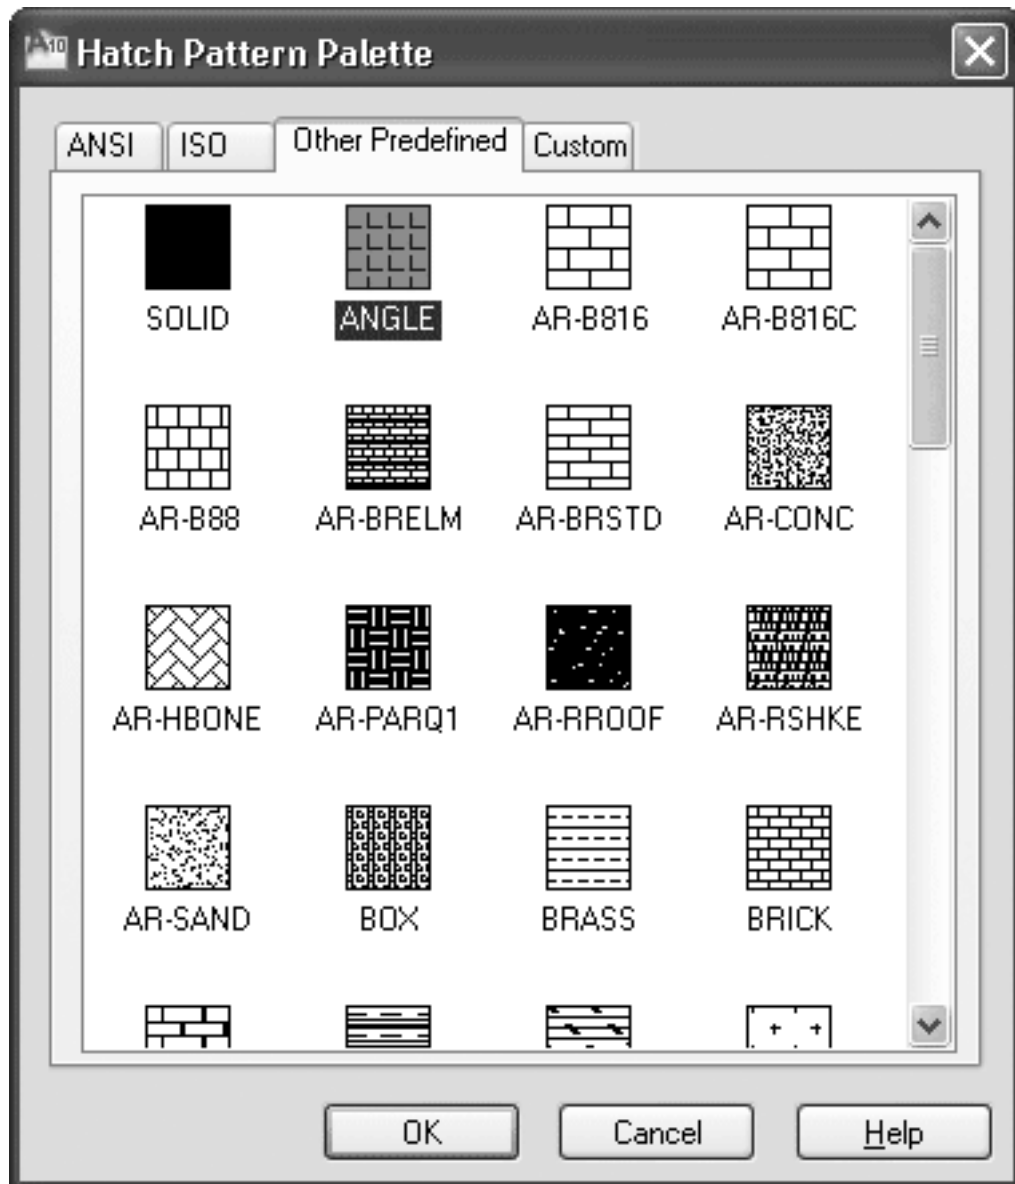 A10 Hatch Pattern Palette
ANSI ISO Other Predefined Custom
SOLID ANGLE AR-B816 AR-B816C
AR-B88 AR-BRELM AR-BRSTD AR-CONC
AR-HBONE AR-PARQ1 AR-RROOF AR-RSHKE
AR-SAND BOX BRASS BRICK
OK Cancel Help